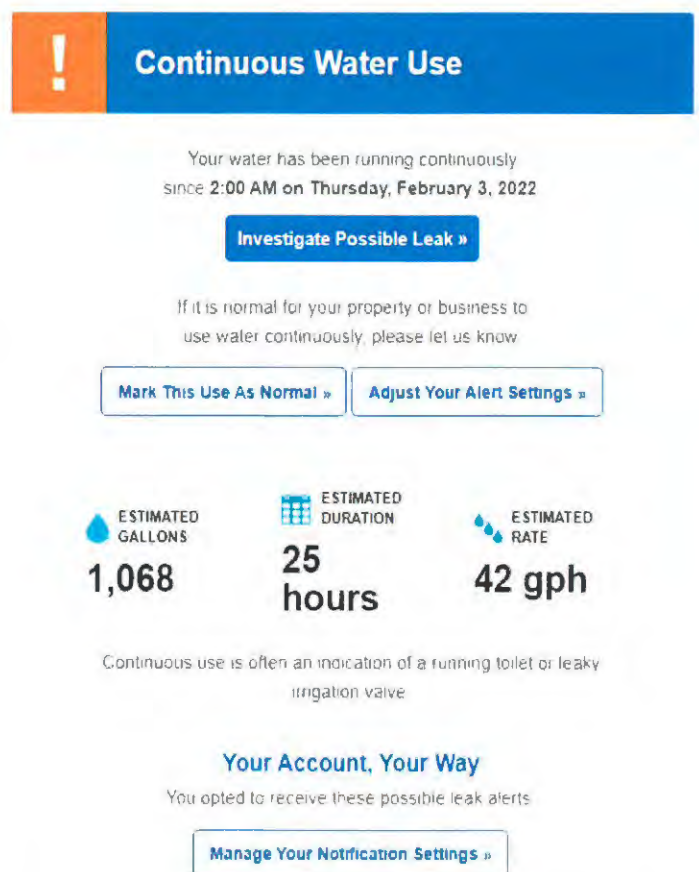 !
Continuous Water Use
Your water has been running continuously
since 2:00 AM on Thursday, February 3, 2022
Investigate Possible Leak »
If it is normal for your property or business to
use water continuously, please let us know
Mark This Use As Normal »
Adjust Your Alert Settings »
ESTIMATED
GALLONS
1,068
ESTIMATED
DURATION
25
hours
ESTIMATED
RATE
42 gph
Continuous use is often an indication of a running toilet or leaky
irrigation valve
Your Account, Your Way
You opted to receive these possible leak alerts
Manage Your Notification Settings »